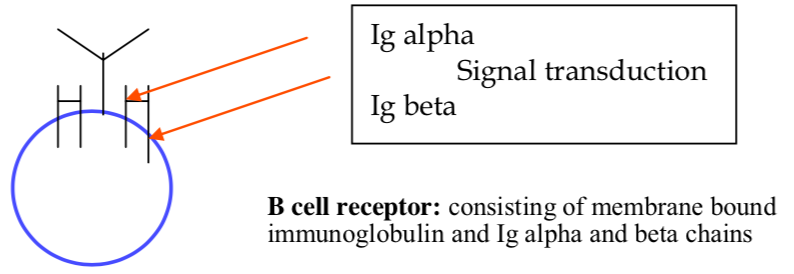 Ig alpha
Signal transduction
Ig beta
B cell receptor: consisting of membrane bound
immunoglobulin and Ig alpha and beta chains